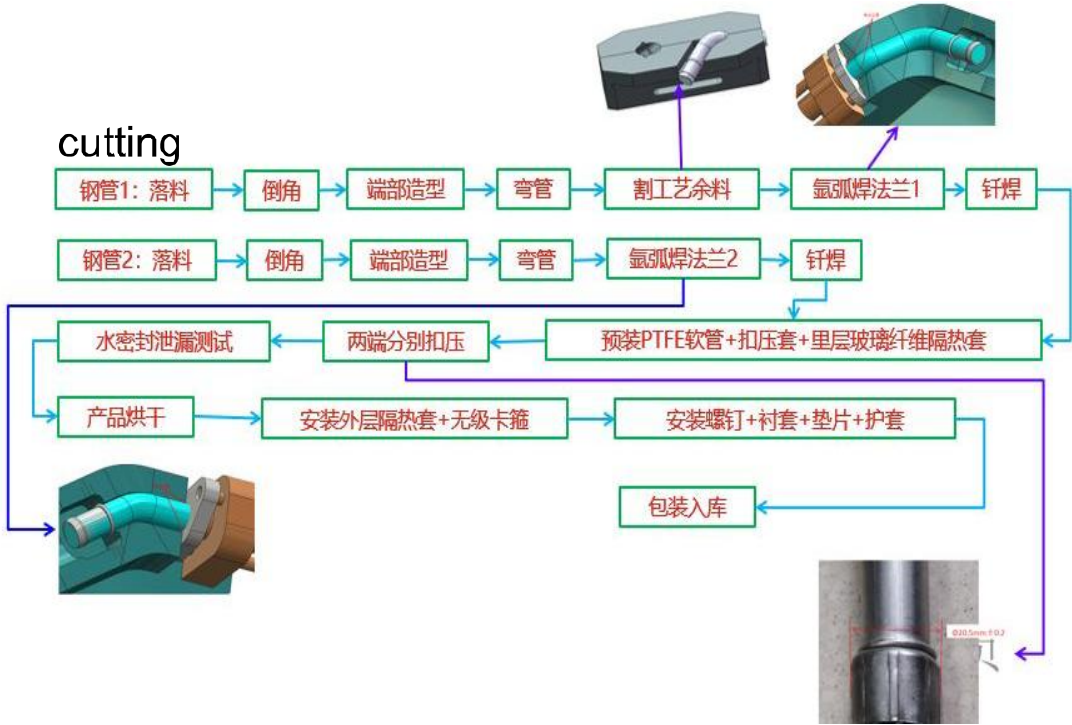 cutting
钢管1：落料
倒角
端部造型
弯管
割工艺余料
氩弧焊法兰1
钎焊
钢管2：落料
倒角
端部造型
弯管
氩弧焊法兰2
钎焊
水密封泄漏测试
两端分别扣压
预装PTFE软管+扣压套+里层玻璃纤维隔热套
产品烘干
安装外层隔热套+无级卡箍
安装螺钉+衬套+垫片+护套
包装入库
Φ20.5mm±0.2